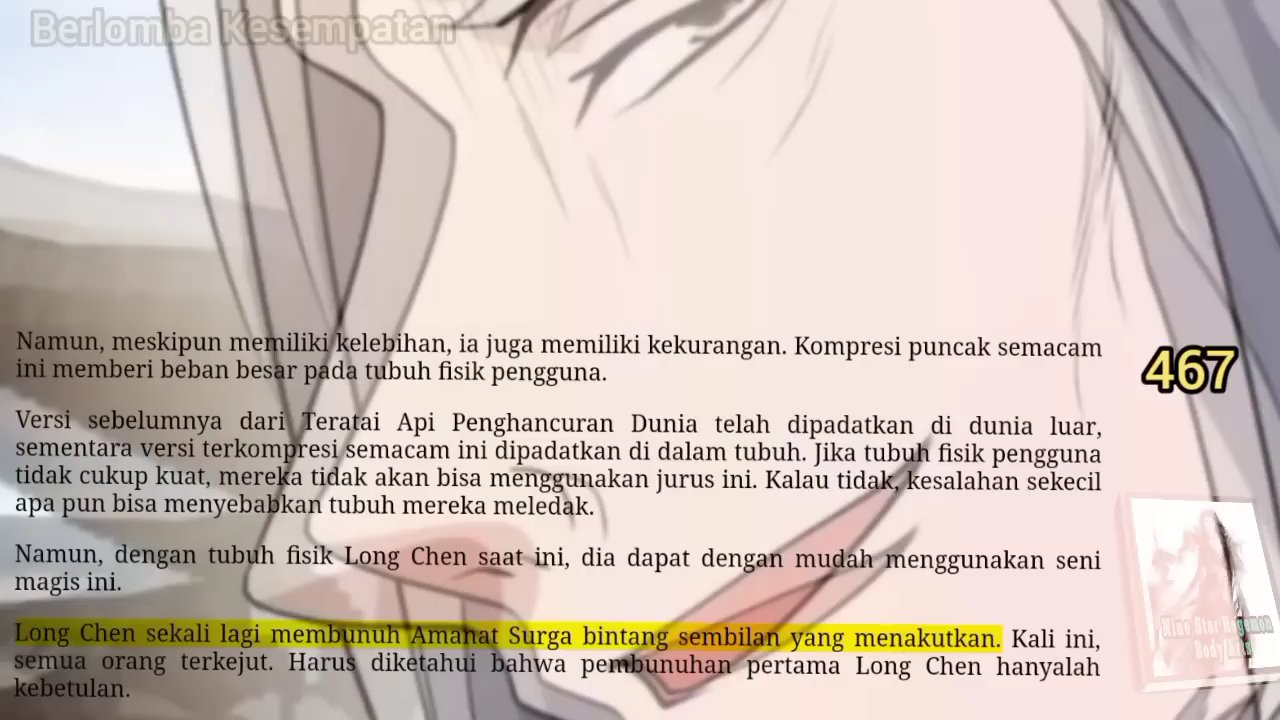 Berlomba Kesempatan
Namun, meskipun memiliki kelebihan, ia juga memiliki kekurangan. Kompresi puncak semacam
ini memberi beban besar pada tubuh fisik pengguna.
467
Versi sebelumnya dari Teratai Api Penghancuran Dunia telah dipadatkan di dunia luar,
sementara versi terkompresi semacam ini dipadatkan di dalam tubuh. Jika tubuh fisik pengguna
tidak cukup kuat, mereka tidak akan bisa menggunakan jurus ini. Kalau tidak, kesalahan sekecil
apa pun bisa menyebabkan tubuh mereka meledak.
Namun, dengan tubuh fisik Long Chen saat ini, dia dapat dengan mudah menggunakan seni
magis ini.
Long Chen sekali lagi membunuh Amanat Surga bintang sembilan yang menakutkan. Kali ini,
semua orang terkejut. Harus diketahui bahwa pembunuhan pertama Long Chen hanyalah
kebetulan.
Nine Star Hegemon
Body